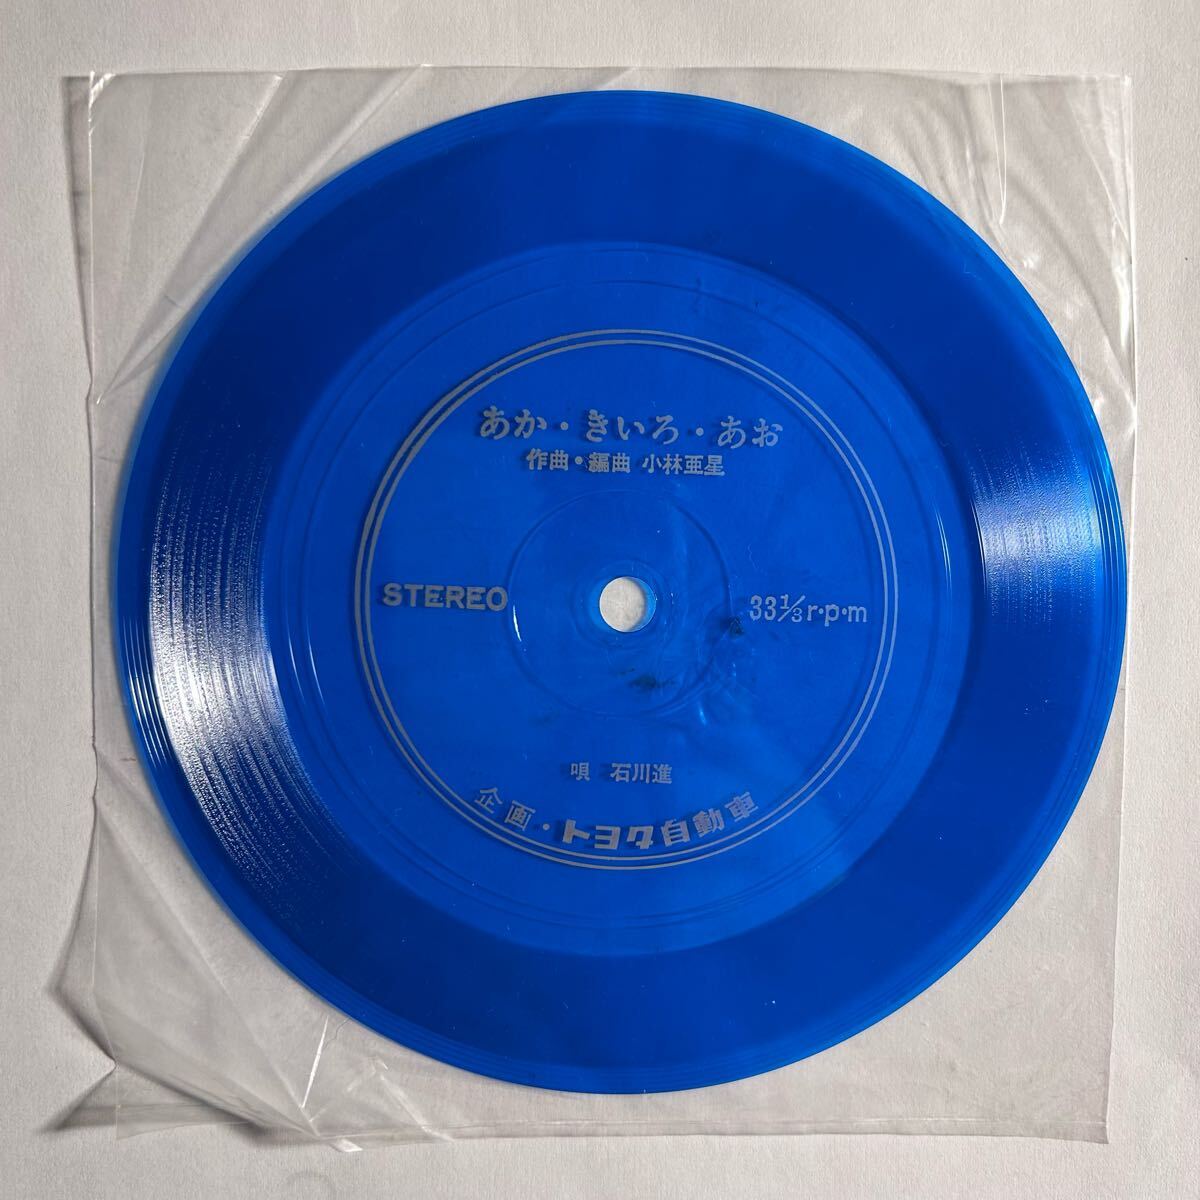 あか・きいろ・あお
作曲・編曲 小林亜星
STEREO
33⅓r·p·m
唄 石川進
企画・トヨタ自動車